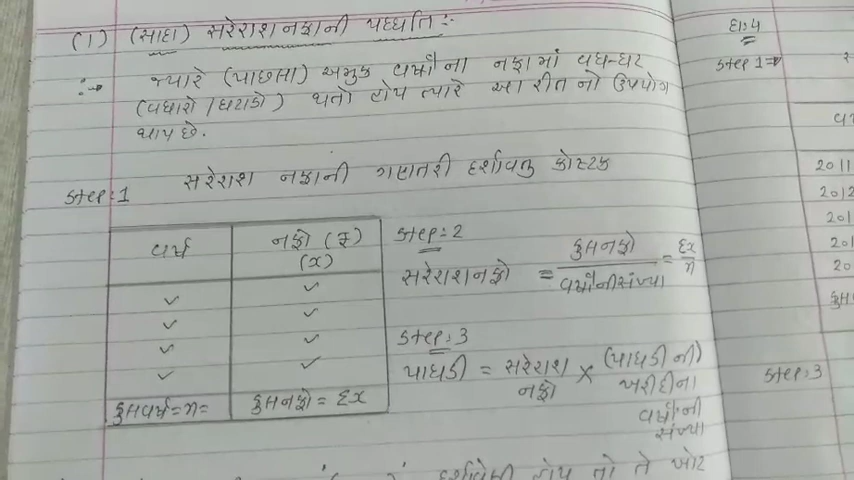 (1) (સાદા) સરેરાશ નફાની પધ્ધતિ :-
:→ જ્યારે (પાછલા) અમુક વર્ષોના નફામાં વધ-ઘટ
(વધારો / ઘટાડો) થતો હોય ત્યારે આ રીત નો ઉપયોગ
થાય છે.
Step:1 સરેરાશ નફાની ગણતરી દર્શાવતુ કોષ્ટક
વર્ષ નફો (₹)
(x)
✓ ✓
✓ ✓
✓ ✓
✓ ✓
કુલવર્ષ=n= કુલનફો = Σx
Step:2
સરેરાશનફો = કુલનફો / વર્ષોનીસંખ્યા = Σx / n
Step:3
પાઘડી = સરેરાશ નફો × (પાઘડી ની)
ખરીદીના
વર્ષોની
સંખ્યા
દર્શાવેલી હોય તો તે ખોટ
દા:4
Step 1⇒
2011
2012
Step:3